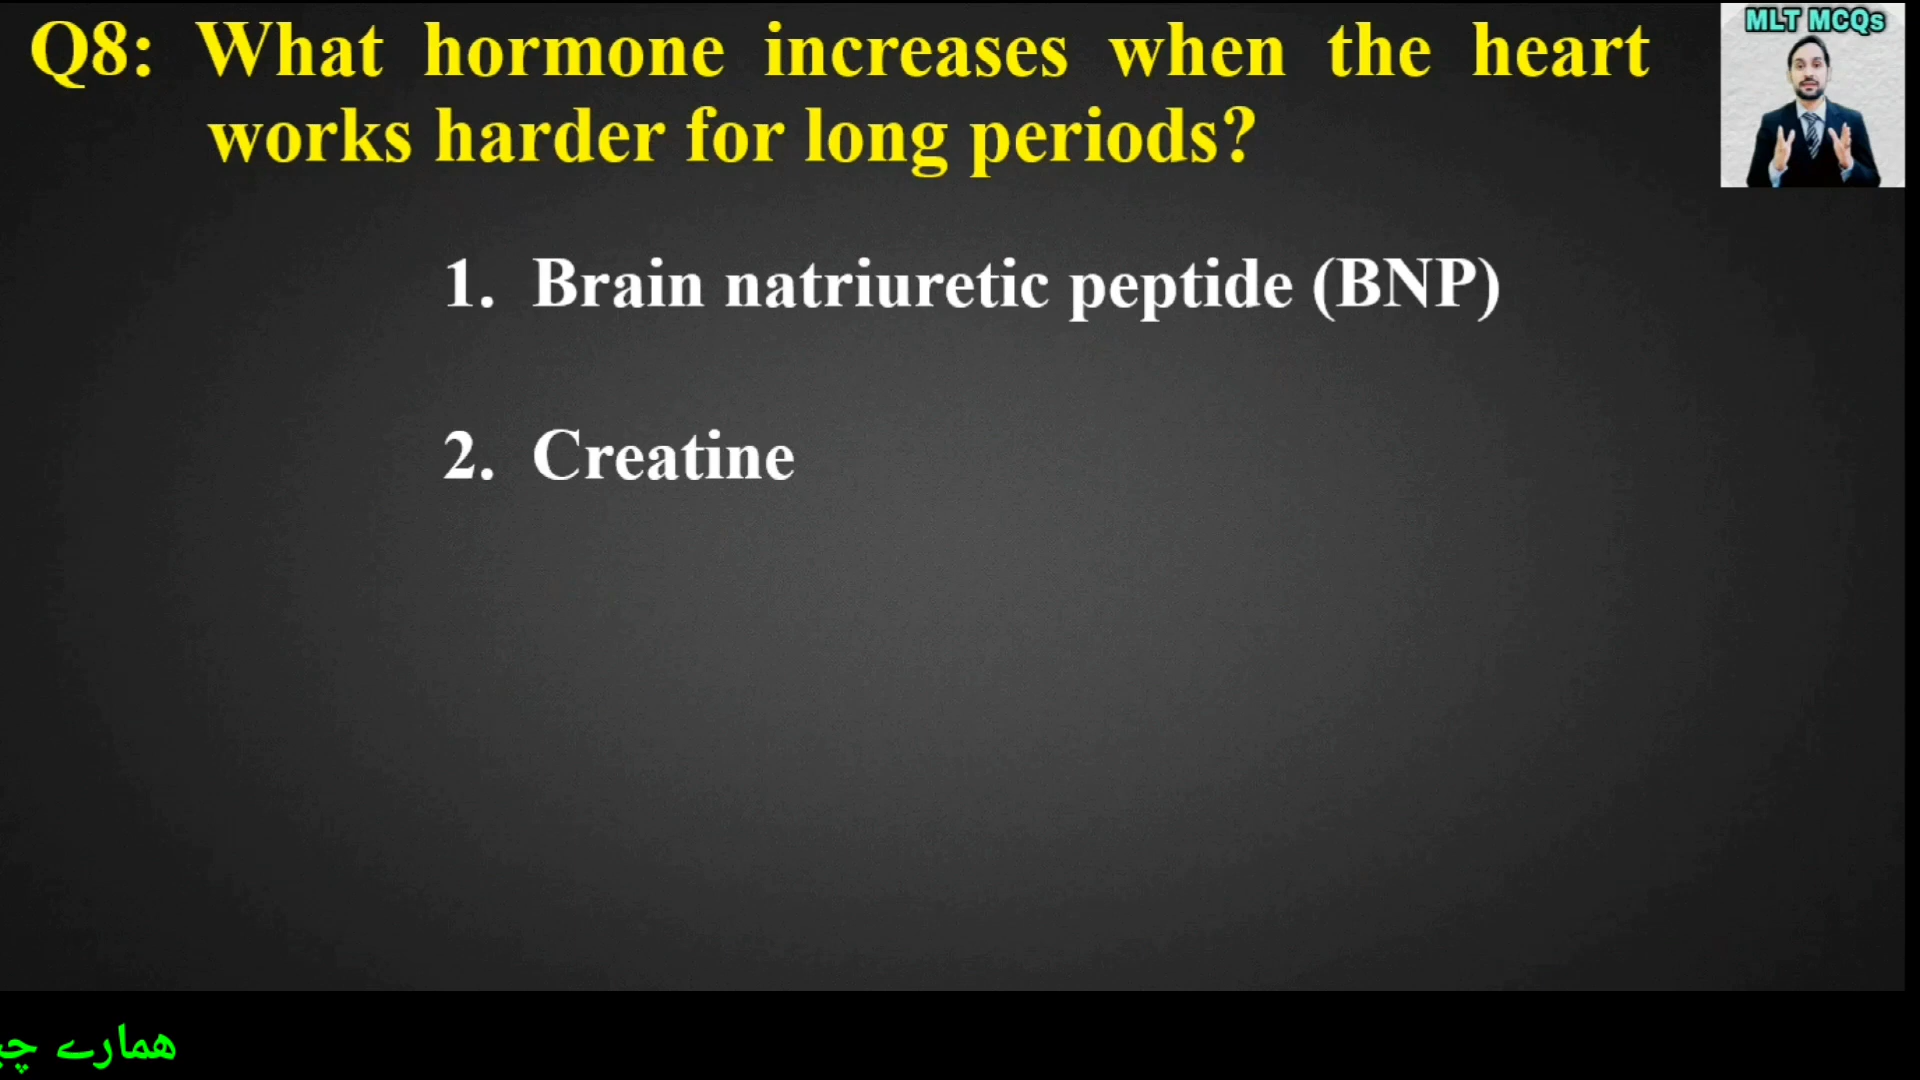 MLT MCQs
Q8: What hormone increases when the heart
works harder for long periods?
1. Brain natriuretic peptide (BNP)
2. Creatine
ھمارے